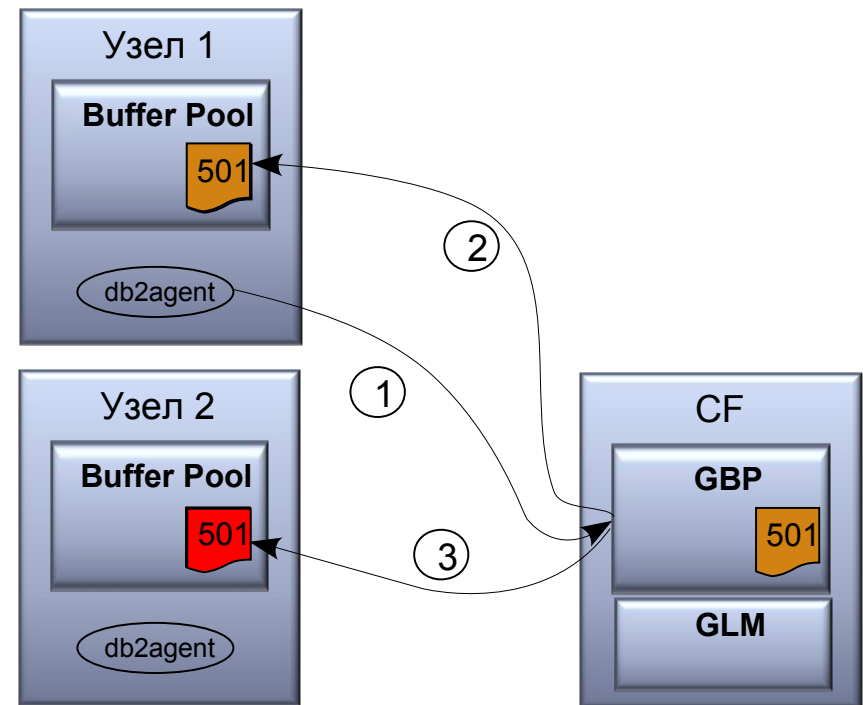 Узел 1
Buffer Pool
501
db2agent
2
1
Узел 2
Buffer Pool
501
db2agent
3
CF
GBP
501
GLM